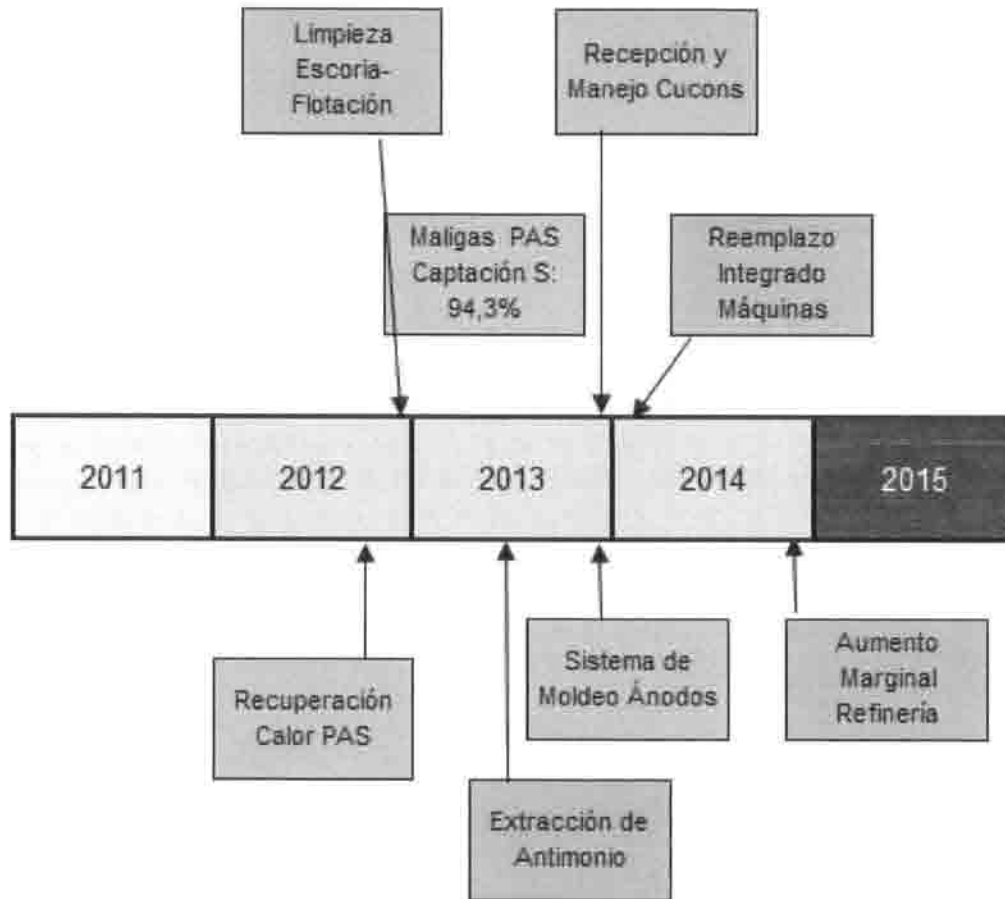 Limpieza
Escoria-
Flotación
Recepción y
Manejo Cucons
Maligas PAS
Captación S:
94,3%
Reemplazo
Integrado
Máquinas
2011
2012
2013
2014
2015
Recuperación
Calor PAS
Sistema de
Moldeo Ánodos
Aumento
Marginal
Refinería
Extracción de
Antimonio